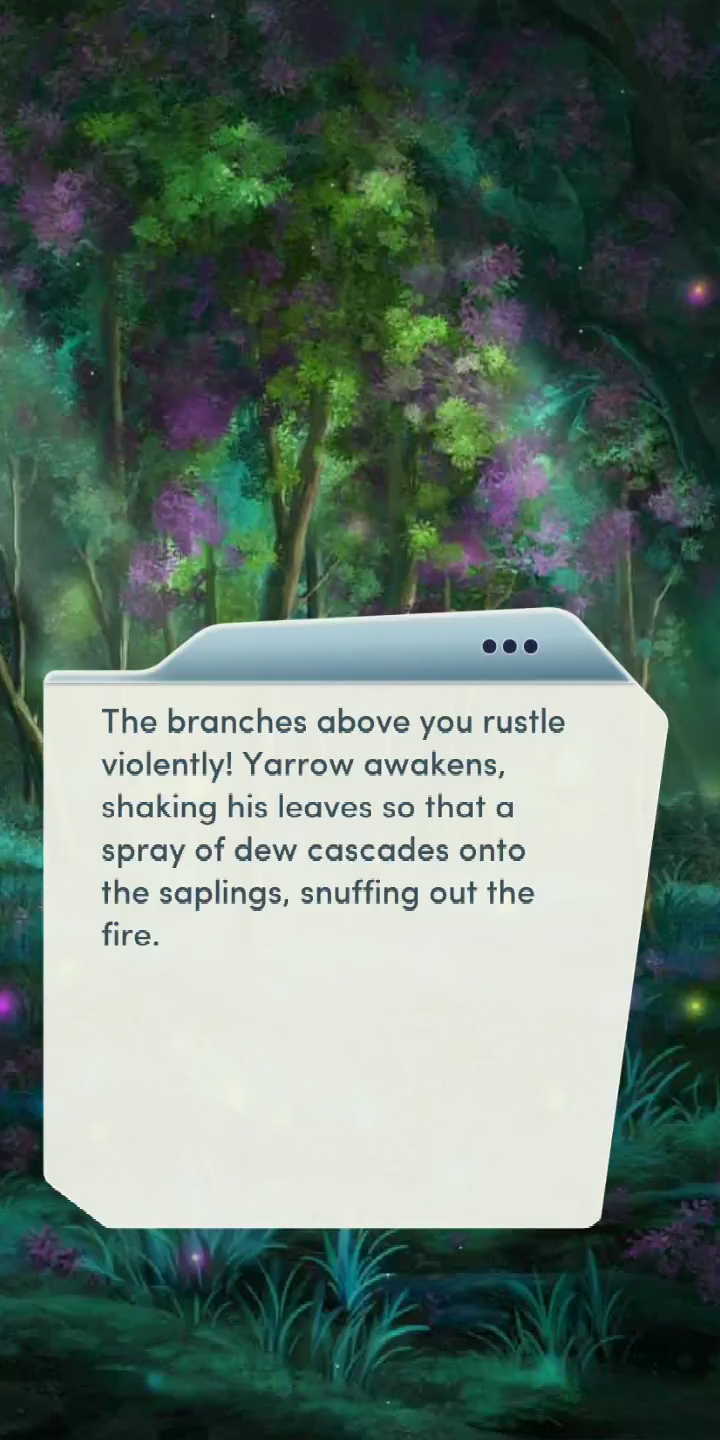 The branches above you rustle
violently! Yarrow awakens,
shaking his leaves so that a
spray of dew cascades onto
the saplings, snuffing out the
fire.